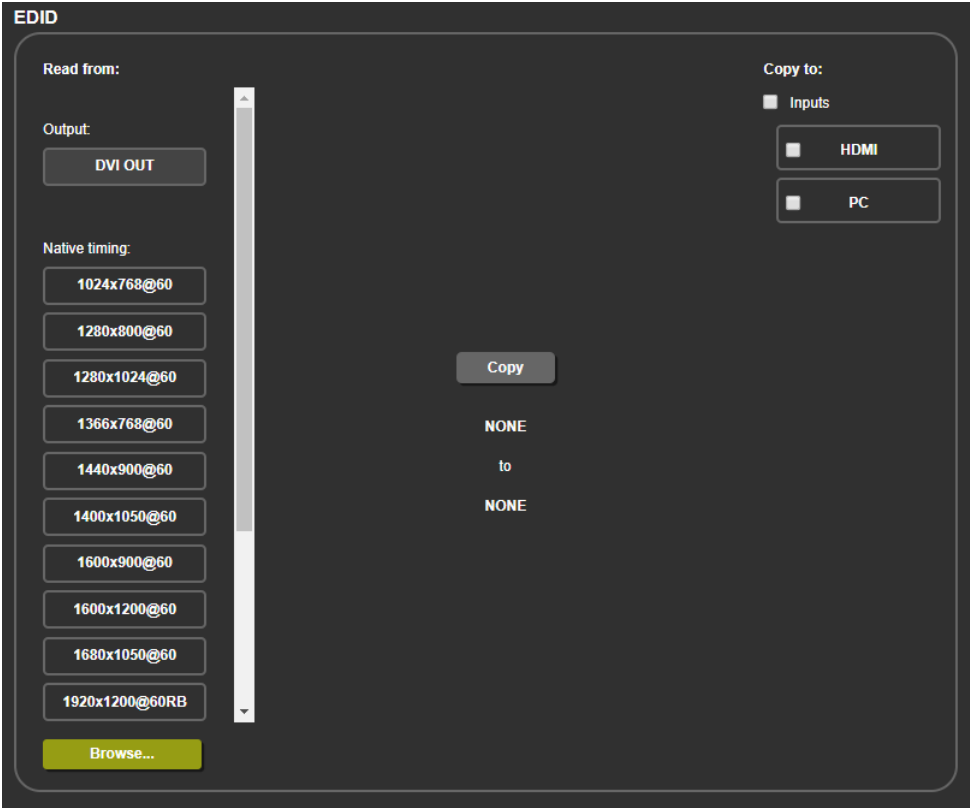 EDID
Read from:
Output:
DVI OUT
Native timing:
1024x768@60
1280x800@60
1280x1024@60
1366x768@60
1440x900@60
1400x1050@60
1600x900@60
1600x1200@60
1680x1050@60
1920x1200@60RB
Browse...
Copy
NONE
to
NONE
Copy to:
Inputs
HDMI
PC